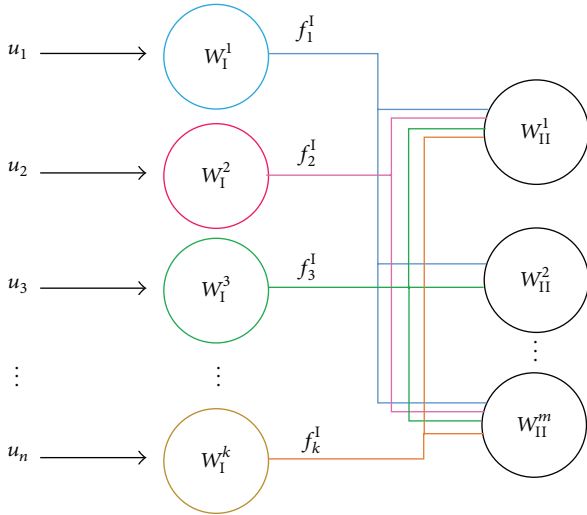 u₁ W_I^1 f_1^I
W_II^1
u₂ W_I^2 f_2^I
u₃ W_I^3 f_3^I W_II^2
⋮ ⋮ ⋮
W_II^m
uₙ W_I^k f_k^I